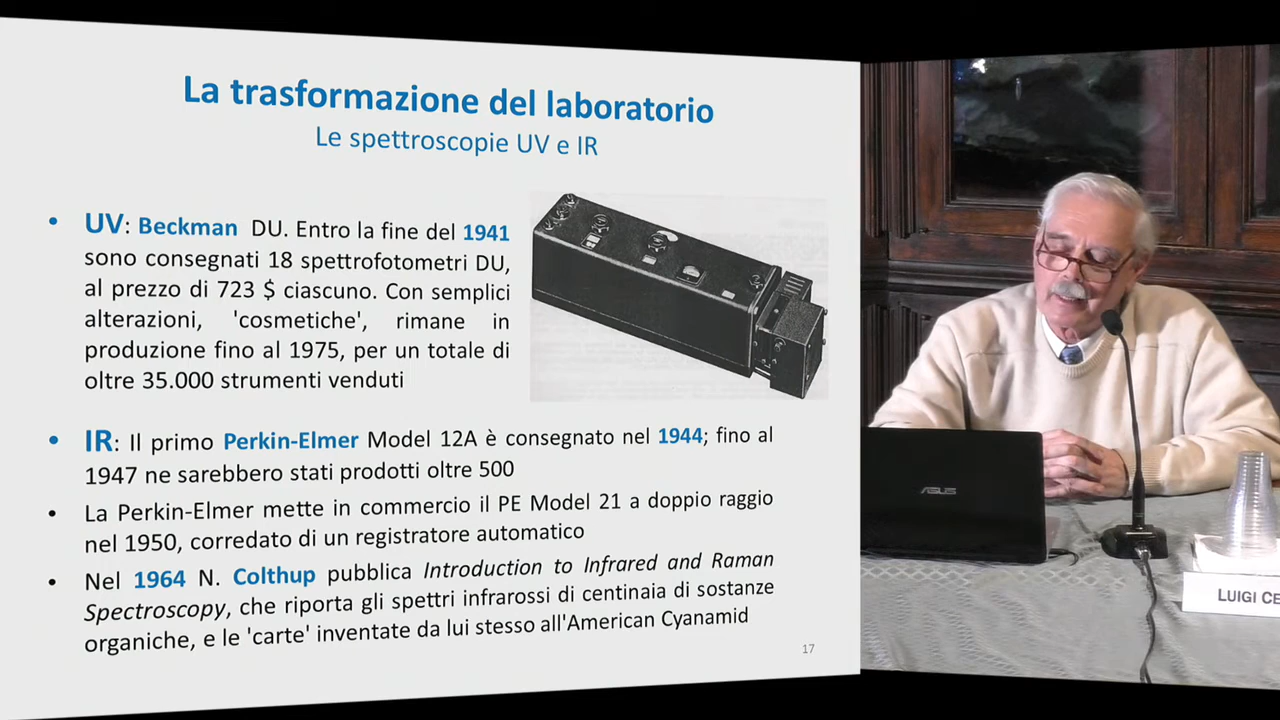 La trasformazione del laboratorio
Le spettroscopie UV e IR
• UV: Beckman DU. Entro la fine del 1941
sono consegnati 18 spettrofotometri DU,
al prezzo di 723 $ ciascuno. Con semplici
alterazioni, 'cosmetiche', rimane in
produzione fino al 1975, per un totale di
oltre 35.000 strumenti venduti
• IR: Il primo Perkin-Elmer Model 12A è consegnato nel 1944; fino al
1947 ne sarebbero stati prodotti oltre 500
• La Perkin-Elmer mette in commercio il PE Model 21 a doppio raggio
nel 1950, corredato di un registratore automatico
• Nel 1964 N. Colthup pubblica Introduction to Infrared and Raman
Spectroscopy, che riporta gli spettri infrarossi di centinaia di sostanze
organiche, e le 'carte' inventate da lui stesso all'American Cyanamid
17
ASUS
LUIGI CE